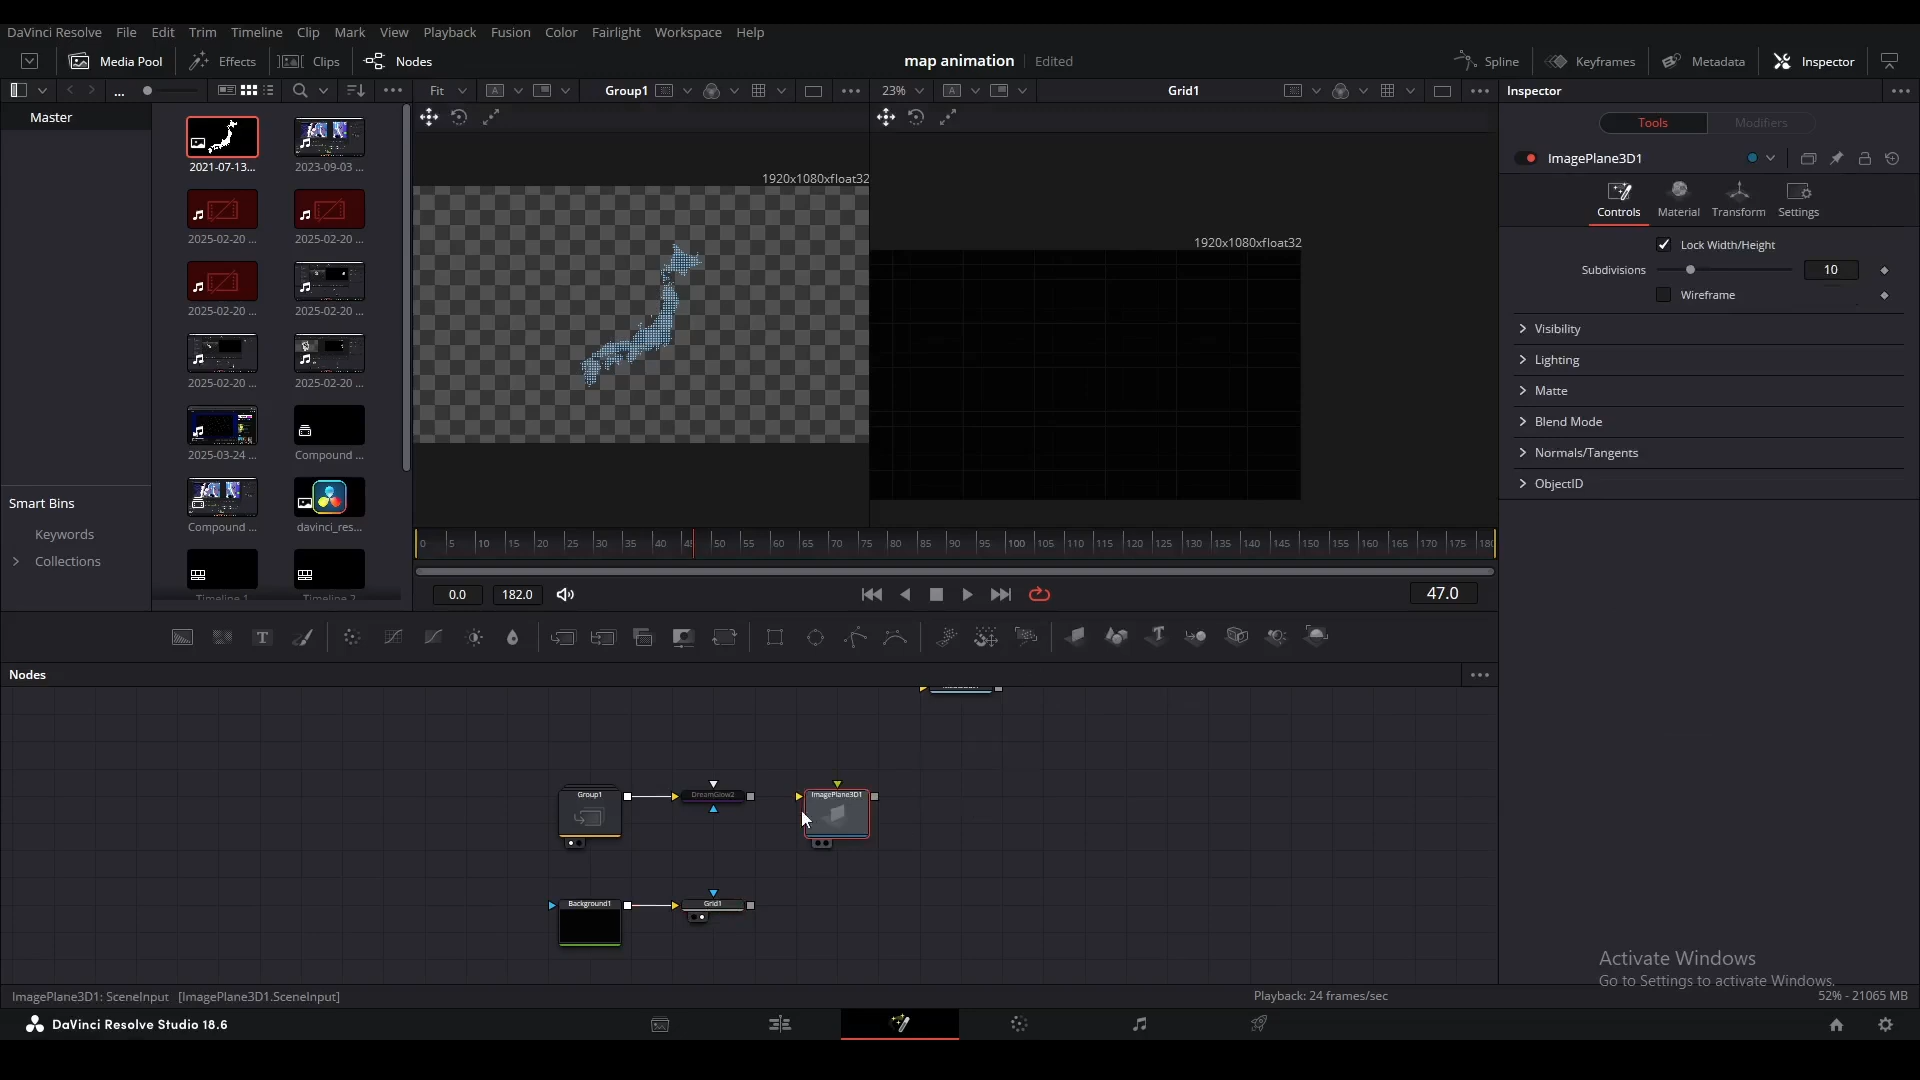 DaVinci Resolve File Edit Trim Timeline Clip Mark View Playback Fusion Color Fairlight Workspace Help
Media Pool Effects Clips Nodes map animation Edited Spline Keyframes Metadata Inspector
... Fit A Group1 23% A Grid1 Inspector
Master
Tools Modifiers
2021-07-13... 2023-09-03 ...
ImagePlane3D1
1920x1080xfloat32
Controls Material Transform Settings
2025-02-20 ... 2025-02-20 ...
1920x1080xfloat32
Lock Width/Height
Subdivisions 10
Wireframe
2025-02-20 ... 2025-02-20 ...
Visibility
Lighting
2025-02-20 ... 2025-02-20 ...
Matte
Blend Mode
2025-03-24 ... Compound ...
Normals/Tangents
ObjectID
Smart Bins
Compound ... davinci_res...
Keywords
0 5 10 15 20 25 30 35 40 45 50 55 60 65 70 75 80 85 90 95 100 105 110 115 120 125 130 135 140 145 150 155 160 165 170 175 180
Collections
0.0 182.0 47.0
Timeline 1 Timeline 2
T T
Nodes
Group1 DreamGlow2 ImagePlane3D1
Background1 Grid1
Activate Windows
Go to Settings to activate Windows.
ImagePlane3D1: SceneInput [ImagePlane3D1.SceneInput] Playback: 24 frames/sec 52% - 21065 MB
DaVinci Resolve Studio 18.6